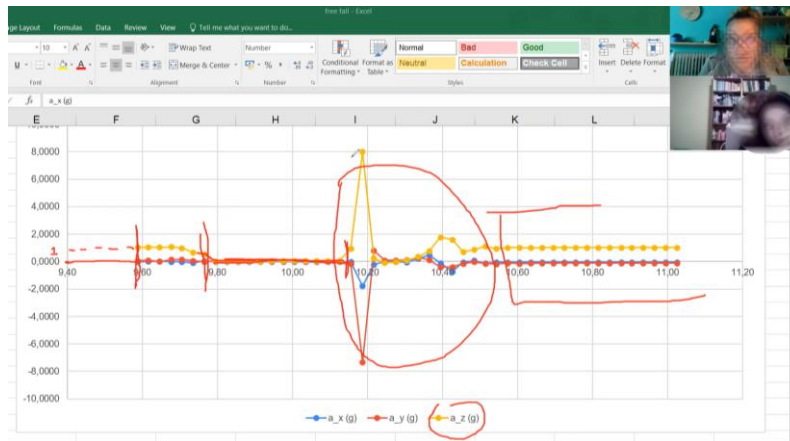 free fall - Excel
ge Layout Formulas Data Review View Tell me what you want to do...
10 A A Wrap Text Number Normal Bad Good
U A Merge & Center % Conditional Format as Neutral Calculation Check Cell Insert Delete Format
Formatting Table
Font Alignment Number Styles Cells
fx a_x (g)
E F G H I J K L
10,0000
8,0000
6,0000
4,0000
2,0000
1
0,0000
9,40 9,60 9,80 10,00 10,20 10,40 10,60 10,80 11,00 11,20
-2,0000
-4,0000
-6,0000
-8,0000
-10,0000
a_x (g) a_y (g) a_z (g)